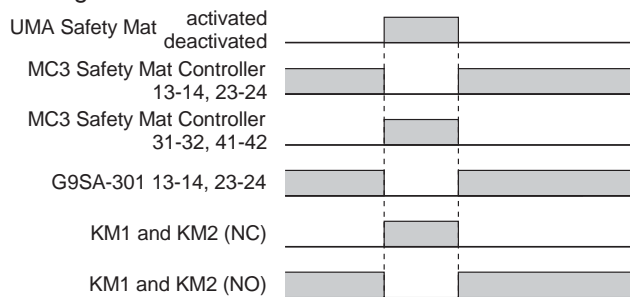 UMA Safety Mat activated
deactivated
MC3 Safety Mat Controller
13-14, 23-24
MC3 Safety Mat Controller
31-32, 41-42
G9SA-301 13-14, 23-24
KM1 and KM2 (NC)
KM1 and KM2 (NO)